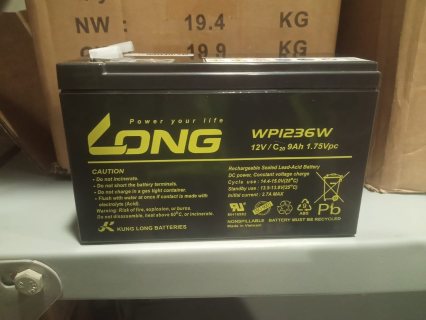 NW : 19.4 KG
19.9 KG
Power your life
LONG
WP1236W
12V / C20 9Ah 1.75Vpc
Rechargeable Sealed Lead-Acid Battery
DC power, Constant voltage charge
Cycle use : 14.4-15.0V(25°C)
Standby use : 13.5-13.8V(25°C)
Initial current : 2.7A MAX
CAUTION
• Do not incinerate.
• Do not short the battery terminals.
• Do not charge in a gas tight container.
• Flush with water at once if contact is made with
electrolyte (Acid).
Warning: Risk of fire, explosion, or burns.
Do not disassemble, heat above 60°C, or incinerate.
KUNG LONG BATTERIES
ABS
Pb
NONSPILLABLE BATTERY MUST BE RECYCLED
Made in Vietnam